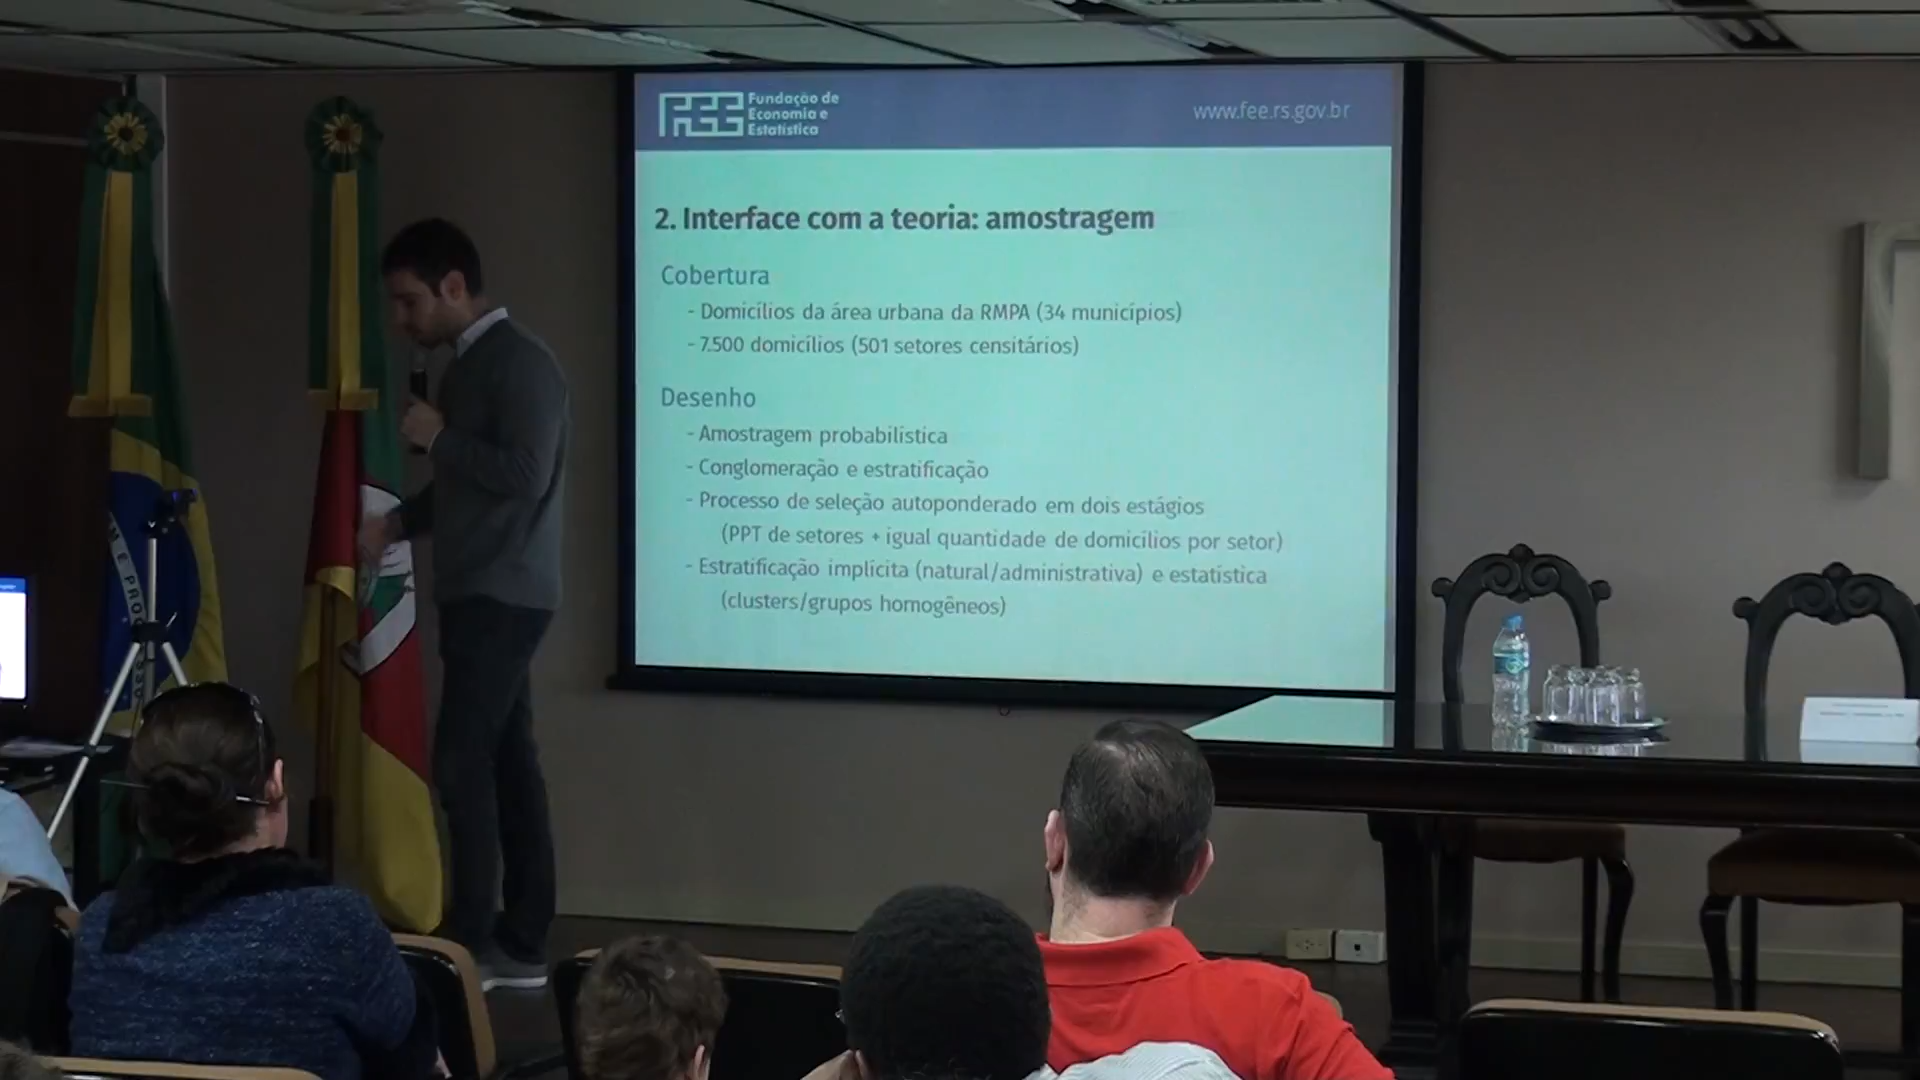 Fundação de
Economia e
Estatística
www.fee.rs.gov.br
2. Interface com a teoria: amostragem
Cobertura
- Domicílios da área urbana da RMPA (34 municípios)
- 7.500 domicílios (501 setores censitários)
Desenho
- Amostragem probabilística
- Conglomeração e estratificação
- Processo de seleção autoponderado em dois estágios
(PPT de setores + igual quantidade de domicílios por setor)
- Estratificação implícita (natural/administrativa) e estatística
(clusters/grupos homogêneos)